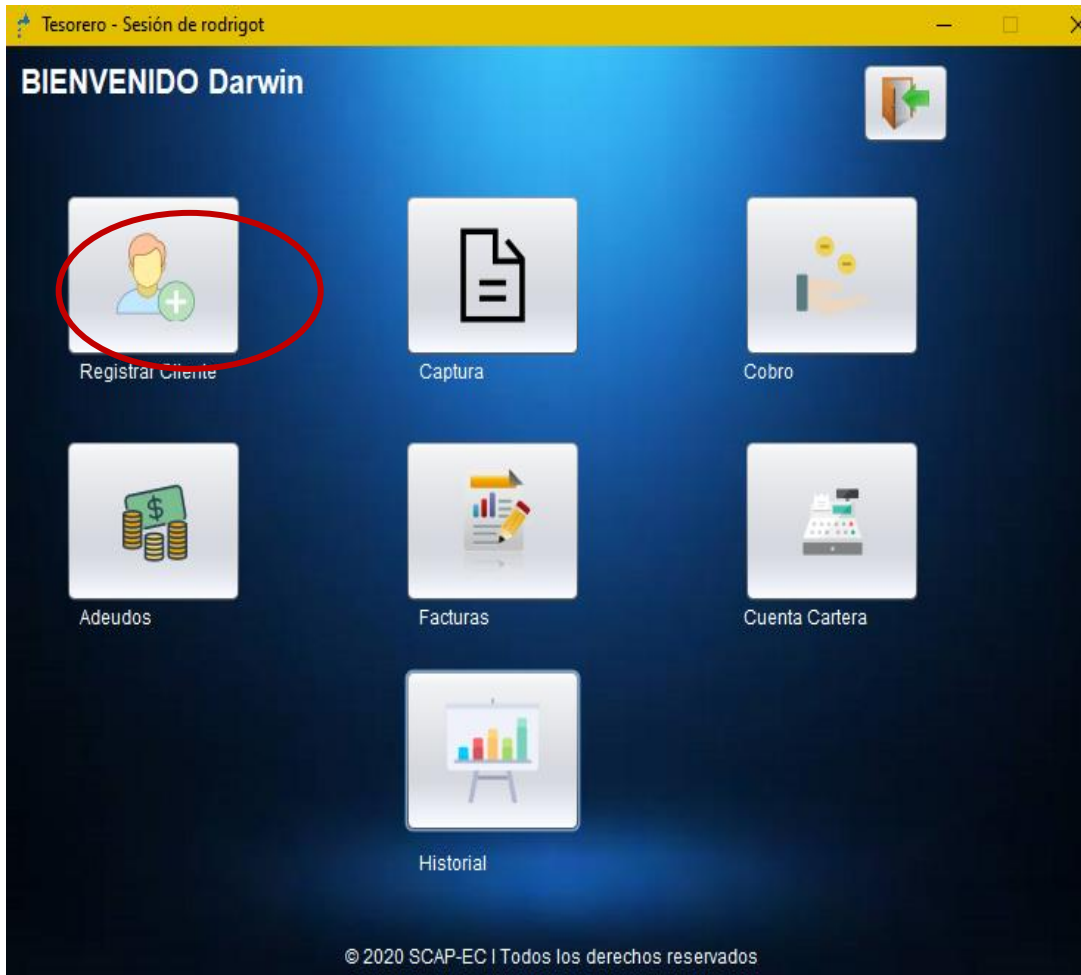 Tesorero - Sesión de rodrigot
BIENVENIDO Darwin
Registrar Cliente
Captura
Cobro
$
Adeudos
Facturas
Cuenta Cartera
Historial
© 2020 SCAP-EC I Todos los derechos reservados